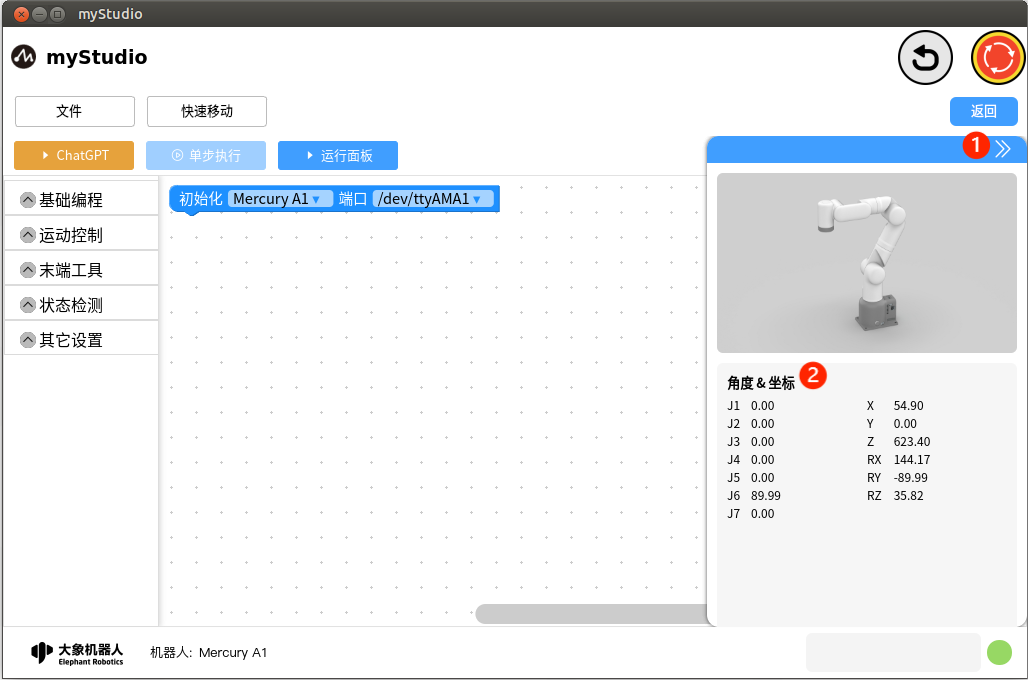 myStudio
myStudio
文件 快速移动 返回
ChatGPT 单步执行 运行面板
1
初始化 Mercury A1 端口 /dev/ttyAMA1
基础编程
运动控制
末端工具
状态检测
其它设置
角度 & 坐标 2
J1 0.00 X 54.90
J2 0.00 Y 0.00
J3 0.00 Z 623.40
J4 0.00 RX 144.17
J5 0.00 RY -89.99
J6 89.99 RZ 35.82
J7 0.00
大象机器人
Elephant Robotics
机器人: Mercury A1